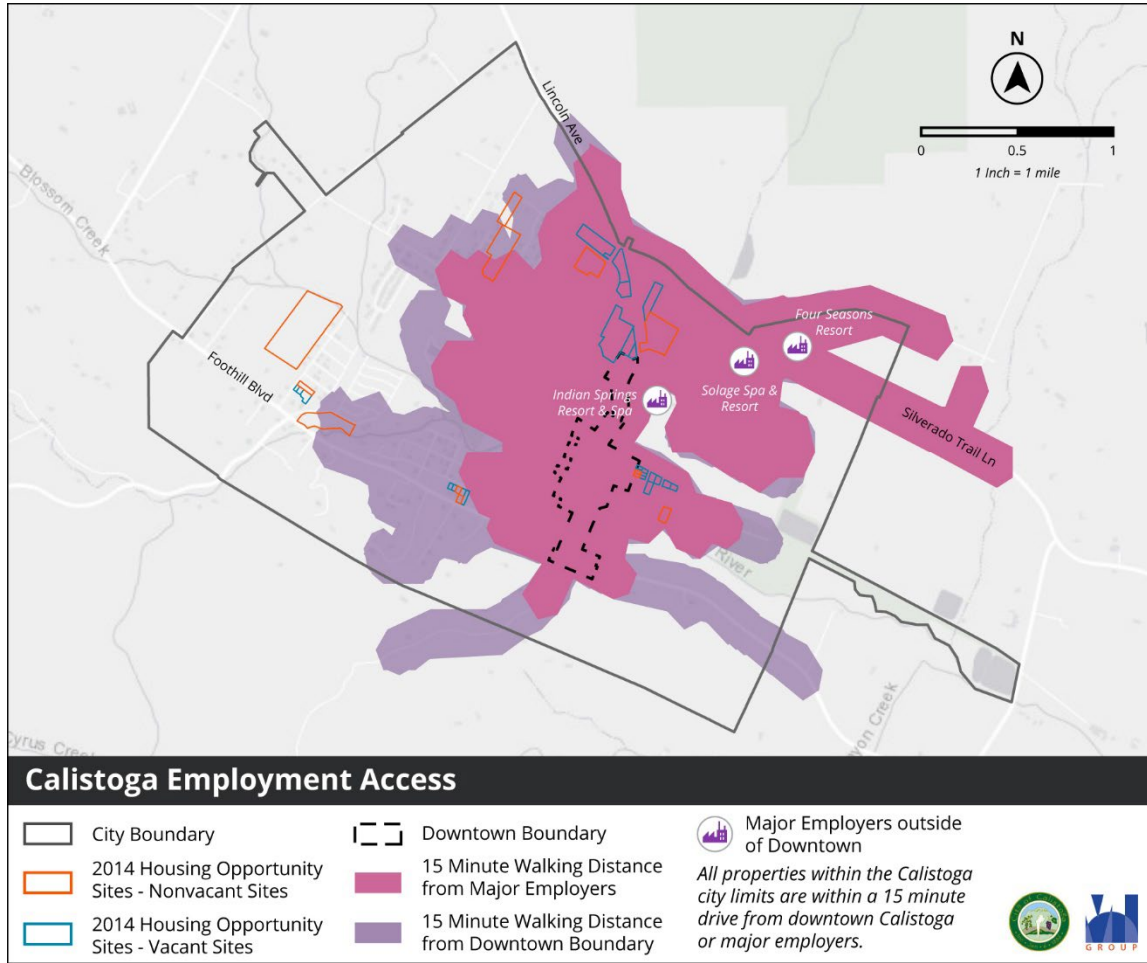 N
0
0.5
1
1 Inch = 1 mile
Lincoln Ave
Blossom Creek
Foothill Blvd
Four Seasons
Resort
Solage Spa &
Resort
Indian Springs
Resort & Spa
Silverado Trail Ln
River
yon Creek
Cyrus Creek
Calistoga Employment Access
City Boundary
2014 Housing Opportunity
Sites - Nonvacant Sites
2014 Housing Opportunity
Sites - Vacant Sites
Downtown Boundary
15 Minute Walking Distance
from Major Employers
15 Minute Walking Distance
from Downtown Boundary
Major Employers outside
of Downtown
All properties within the Calistoga
city limits are within a 15 minute
drive from downtown Calistoga
or major employers.
GROUP